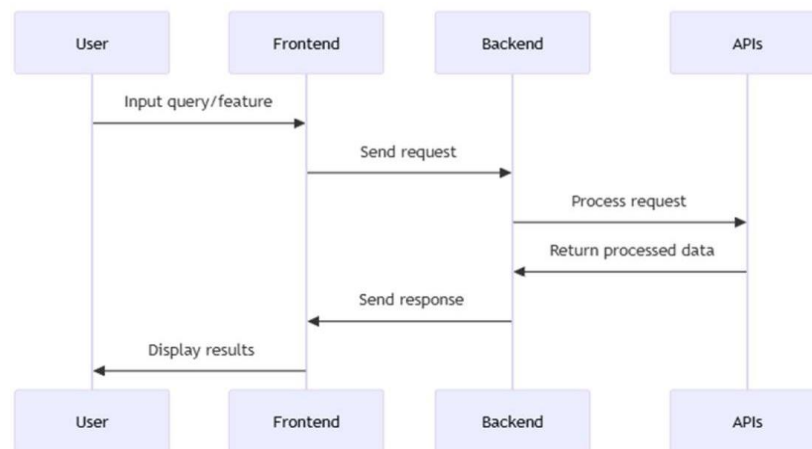 User Frontend Backend APIs
Input query/feature
Send request
Process request
Return processed data
Send response
Display results
User Frontend Backend APIs